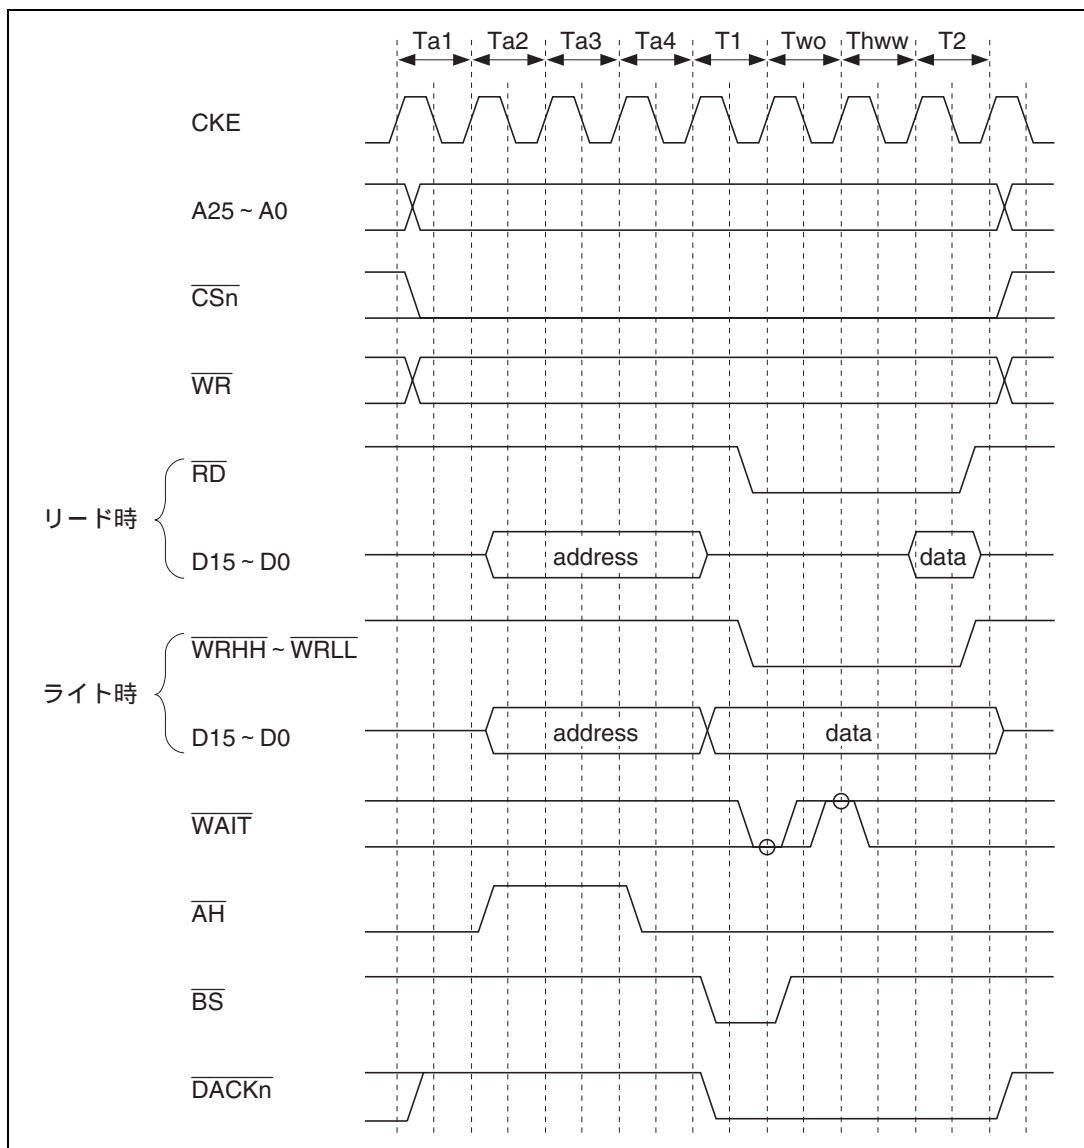 Ta1 Ta2 Ta3 Ta4 T1 Two Thww T2
CKE
A25 ~ A0
CSn
WR
リード時
RD
D15 ~ D0 address data
ライト時
WRHH ~ WRLL
D15 ~ D0 address data
WAIT
AH
BS
DACKn